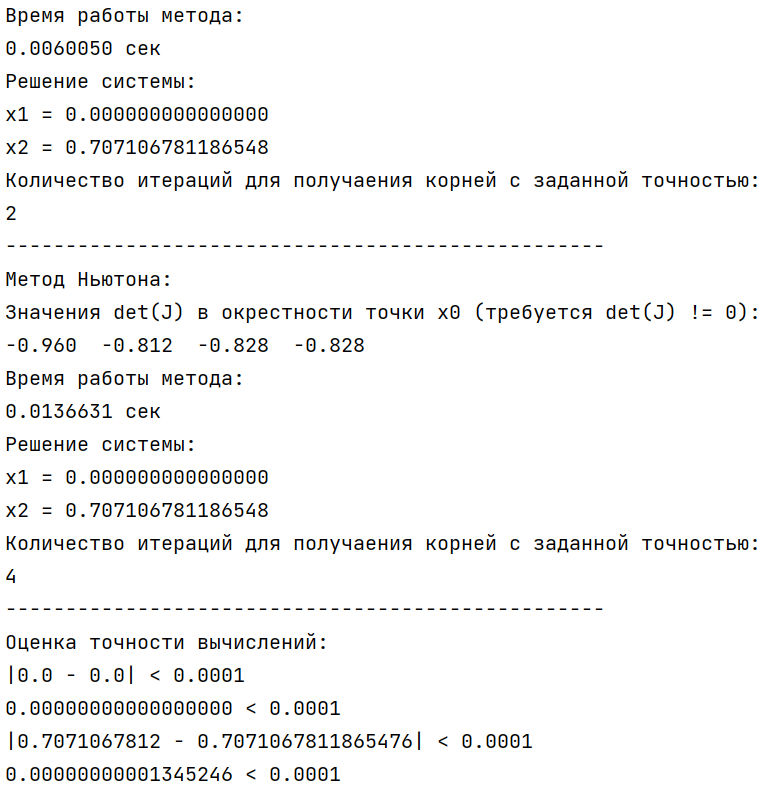 Время работы метода:
0.0060050 сек
Решение системы:
x1 = 0.000000000000000
x2 = 0.707106781186548
Количество итераций для получаения корней с заданной точностью:
2
--------------------------------------------------
Метод Ньютона:
Значения det(J) в окрестности точки x0 (требуется det(J) != 0):
-0.960  -0.812  -0.828  -0.828
Время работы метода:
0.0136631 сек
Решение системы:
x1 = 0.000000000000000
x2 = 0.707106781186548
Количество итераций для получаения корней с заданной точностью:
4
--------------------------------------------------
Оценка точности вычислений:
|0.0 - 0.0| < 0.0001
0.00000000000000000 < 0.0001
|0.7071067812 - 0.7071067811865476| < 0.0001
0.00000000001345246 < 0.0001